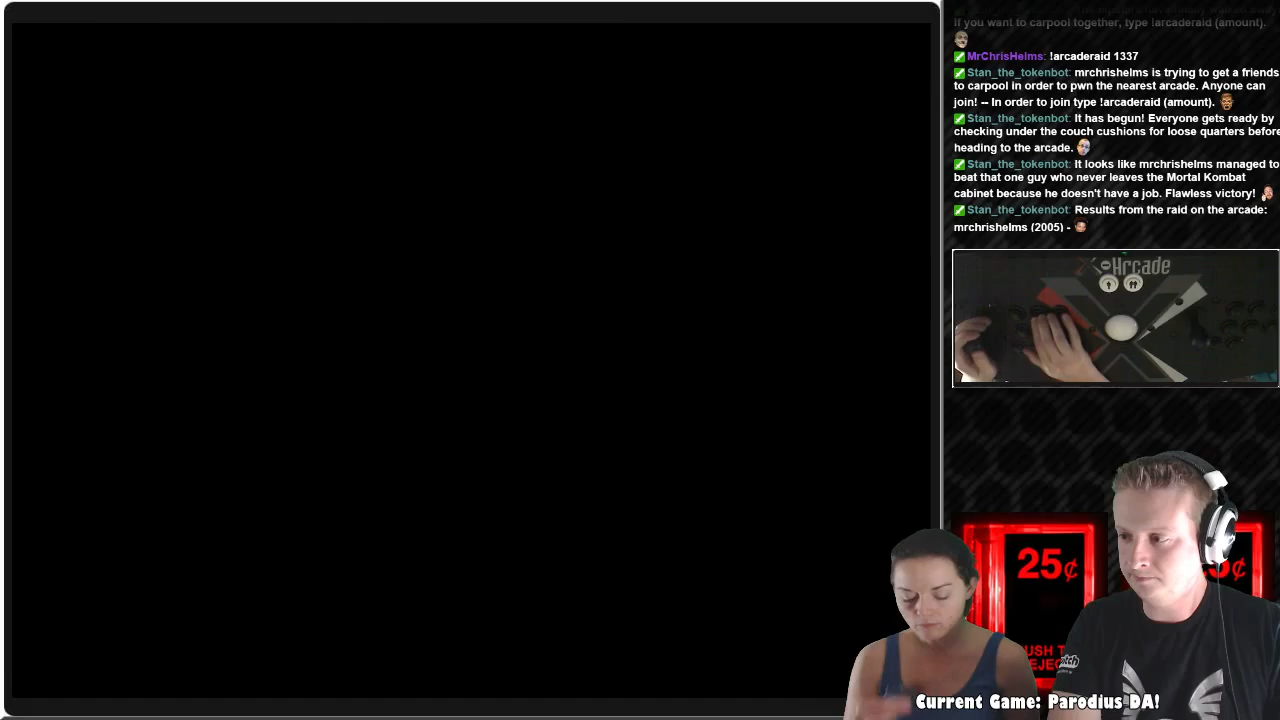 If you want to carpool together, type !arcaderaid (amount).
MrChrisHelms: !arcaderaid 1337
Stan_the_tokenbot: mrchrishelms is trying to get a friends
to carpool in order to pwn the nearest arcade. Anyone can
join! -- In order to join type !arcaderaid (amount).
Stan_the_tokenbot: It has begun! Everyone gets ready by
checking under the couch cushions for loose quarters before
heading to the arcade.
Stan_the_tokenbot: It looks like mrchrishelms managed to
beat that one guy who never leaves the Mortal Kombat
cabinet because he doesn't have a job. Flawless victory!
Stan_the_tokenbot: Results from the raid on the arcade:
mrchrishelms (2005) -
X-Arcade
25¢
5¢
USH T
EJEC
Current Game: Parodius DA!